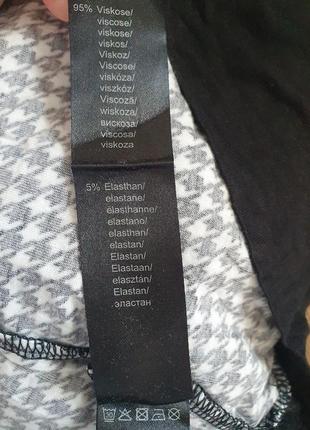 95% Viskose/
viscose/
viskose/
viskos/
Viskoz/
Viscose/
viskóza/
viszkóz/
Viscoză/
wiskoza/
вискоза/
viscosa/
viskoza
5% Elasthan/
elastane/
élasthanne/
elastano/
elasthan/
elastan/
Elastan/
Elastaan/
elasztán/
Elastan/
эластан
30